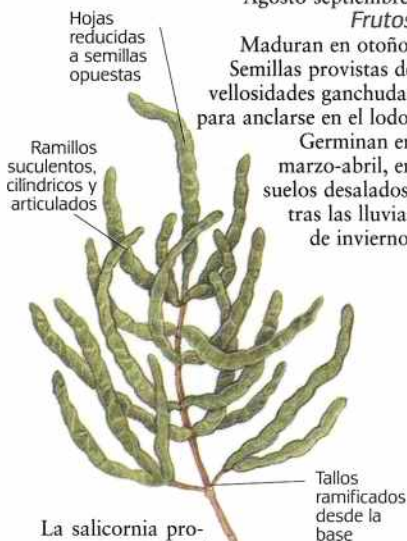 Agosto septiembre
Frutos
Maduran en otoño
Semillas provistas de
vellosidades ganchuda
para anclarse en el lodo
Germinan en
marzo-abril, en
suelos desalados
tras las lluvia
de invierno
Hojas
reducidas
a semillas
opuestas
Ramillos
suculentos,
cilíndricos y
articulados
Tallos
ramificados
desde la
base
La salicornia pro-